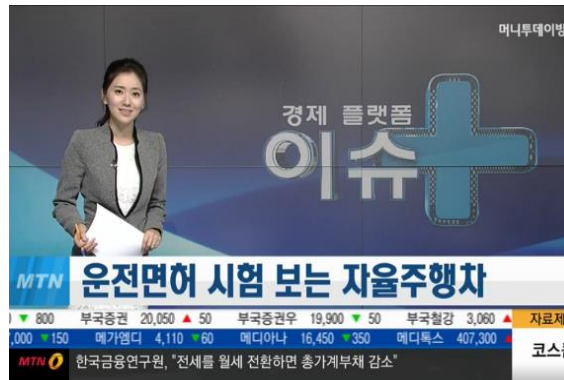 머니투데이방
경제 플랫폼
이슈
MTN 운전면허 시험 보는 자율주행차
▼ 800 부국증권 20,050 ▲ 50 부국증권우 19,900 ▼ 50 부국철강 3,060 ▲ 자료제
,000 ▼150 메가엠디 4,110 ▼60 메디아나 16,450 ▼350 메디톡스 407,300 ▲
코스
MTN 한국금융연구원, "전세를 월세 전환하면 총가계부채 감소"